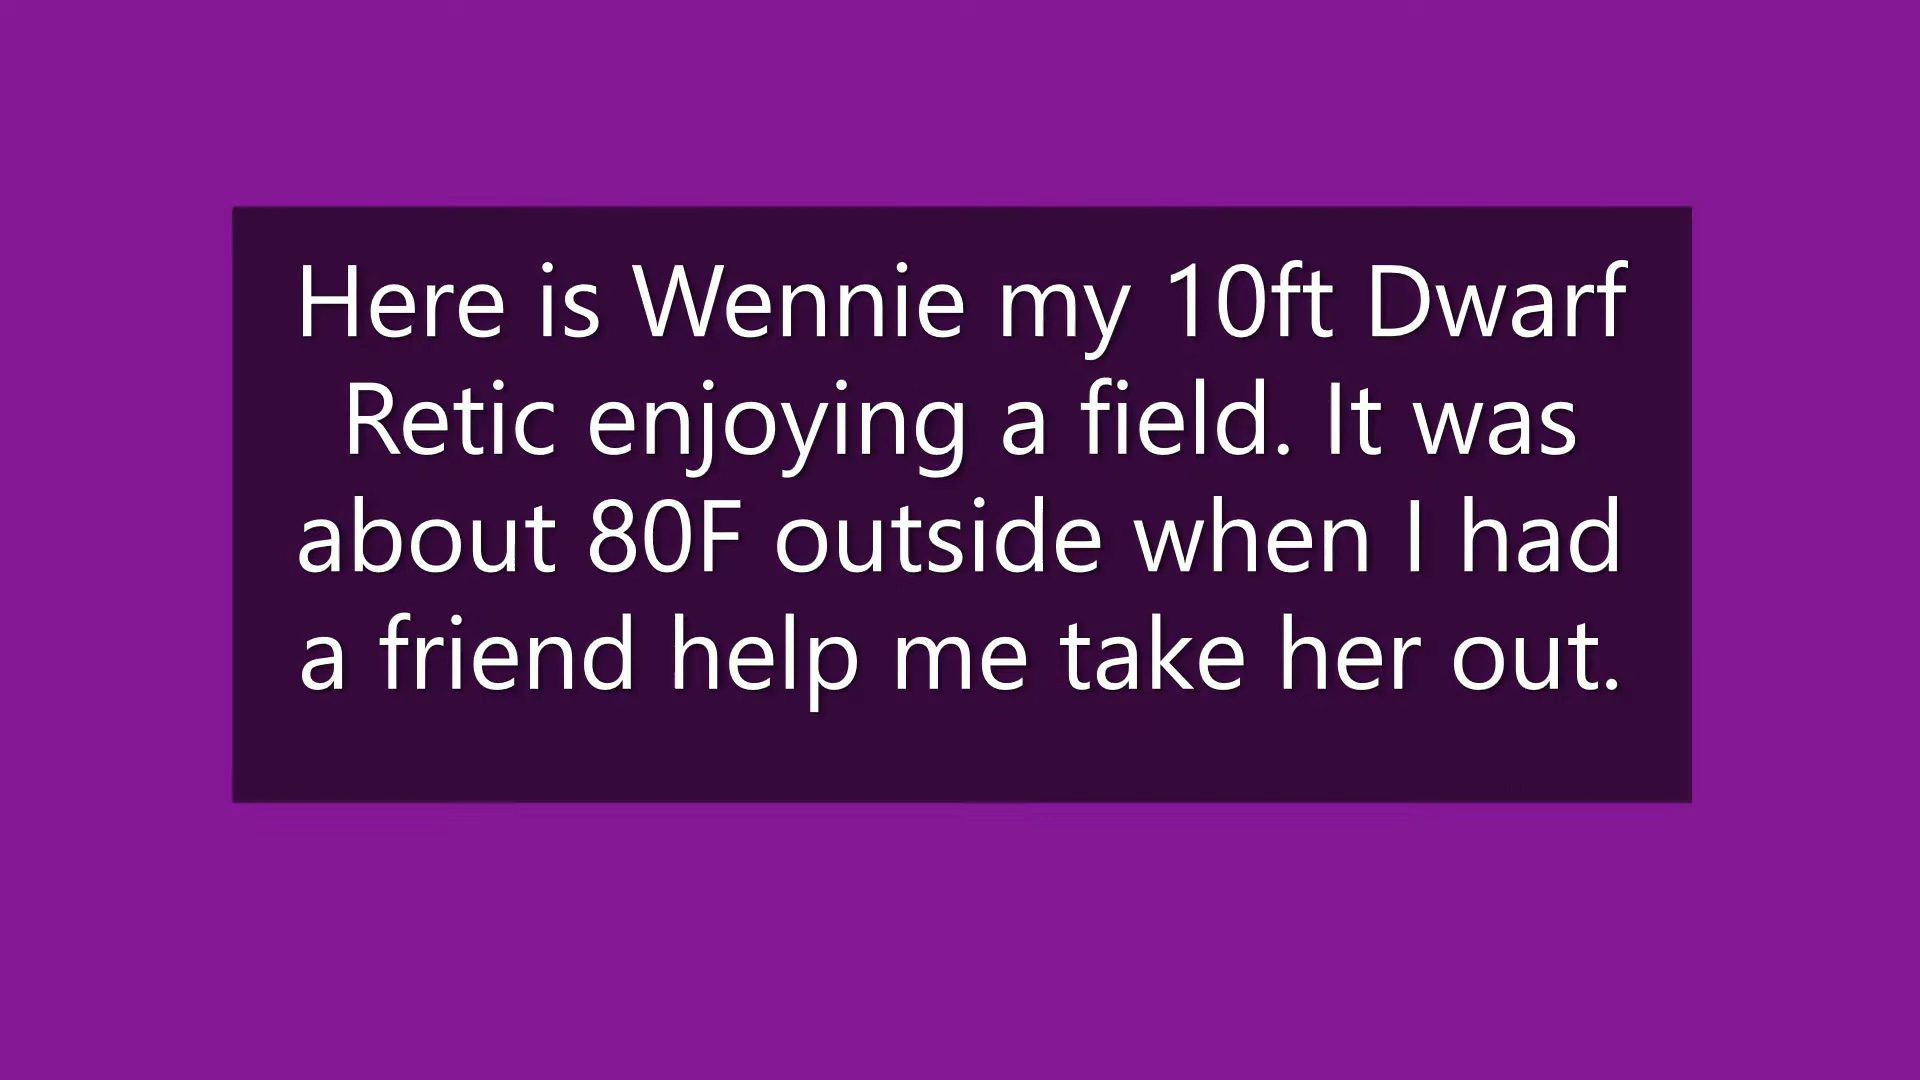 Here is Wennie my 10ft Dwarf
Retic enjoying a field. It was
about 80F outside when I had
a friend help me take her out.